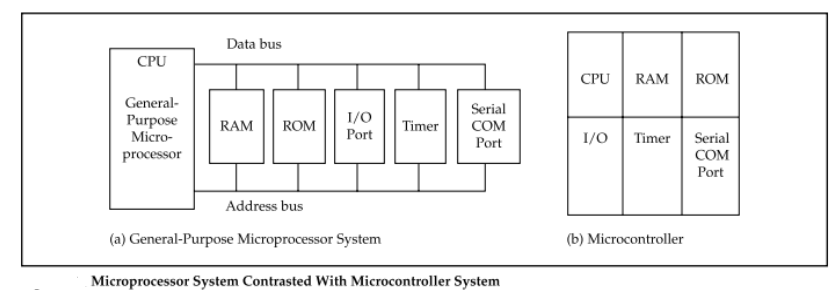 Data bus
CPU
General-
Purpose
Micro-
processor
RAM
ROM
I/O
Port
Timer
Serial
COM
Port
Address bus
(a) General-Purpose Microprocessor System
CPU
RAM
ROM
I/O
Timer
Serial
COM
Port
(b) Microcontroller
Microprocessor System Contrasted With Microcontroller System